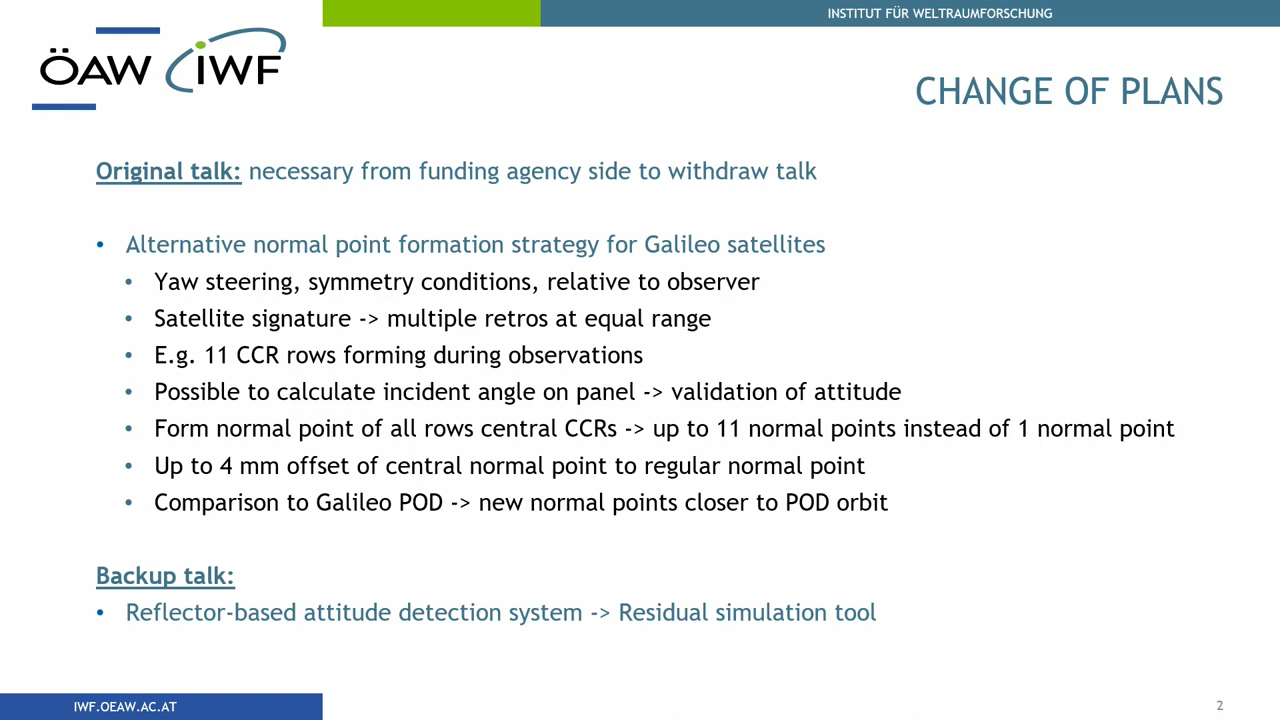 INSTITUT FÜR WELTRAUMFORSCHUNG
ÖAW IWF
CHANGE OF PLANS
Original talk: necessary from funding agency side to withdraw talk
• Alternative normal point formation strategy for Galileo satellites
• Yaw steering, symmetry conditions, relative to observer
• Satellite signature -> multiple retros at equal range
• E.g. 11 CCR rows forming during observations
• Possible to calculate incident angle on panel -> validation of attitude
• Form normal point of all rows central CCRs -> up to 11 normal points instead of 1 normal point
• Up to 4 mm offset of central normal point to regular normal point
• Comparison to Galileo POD -> new normal points closer to POD orbit
Backup talk:
• Reflector-based attitude detection system -> Residual simulation tool
IWF.OEAW.AC.AT
2